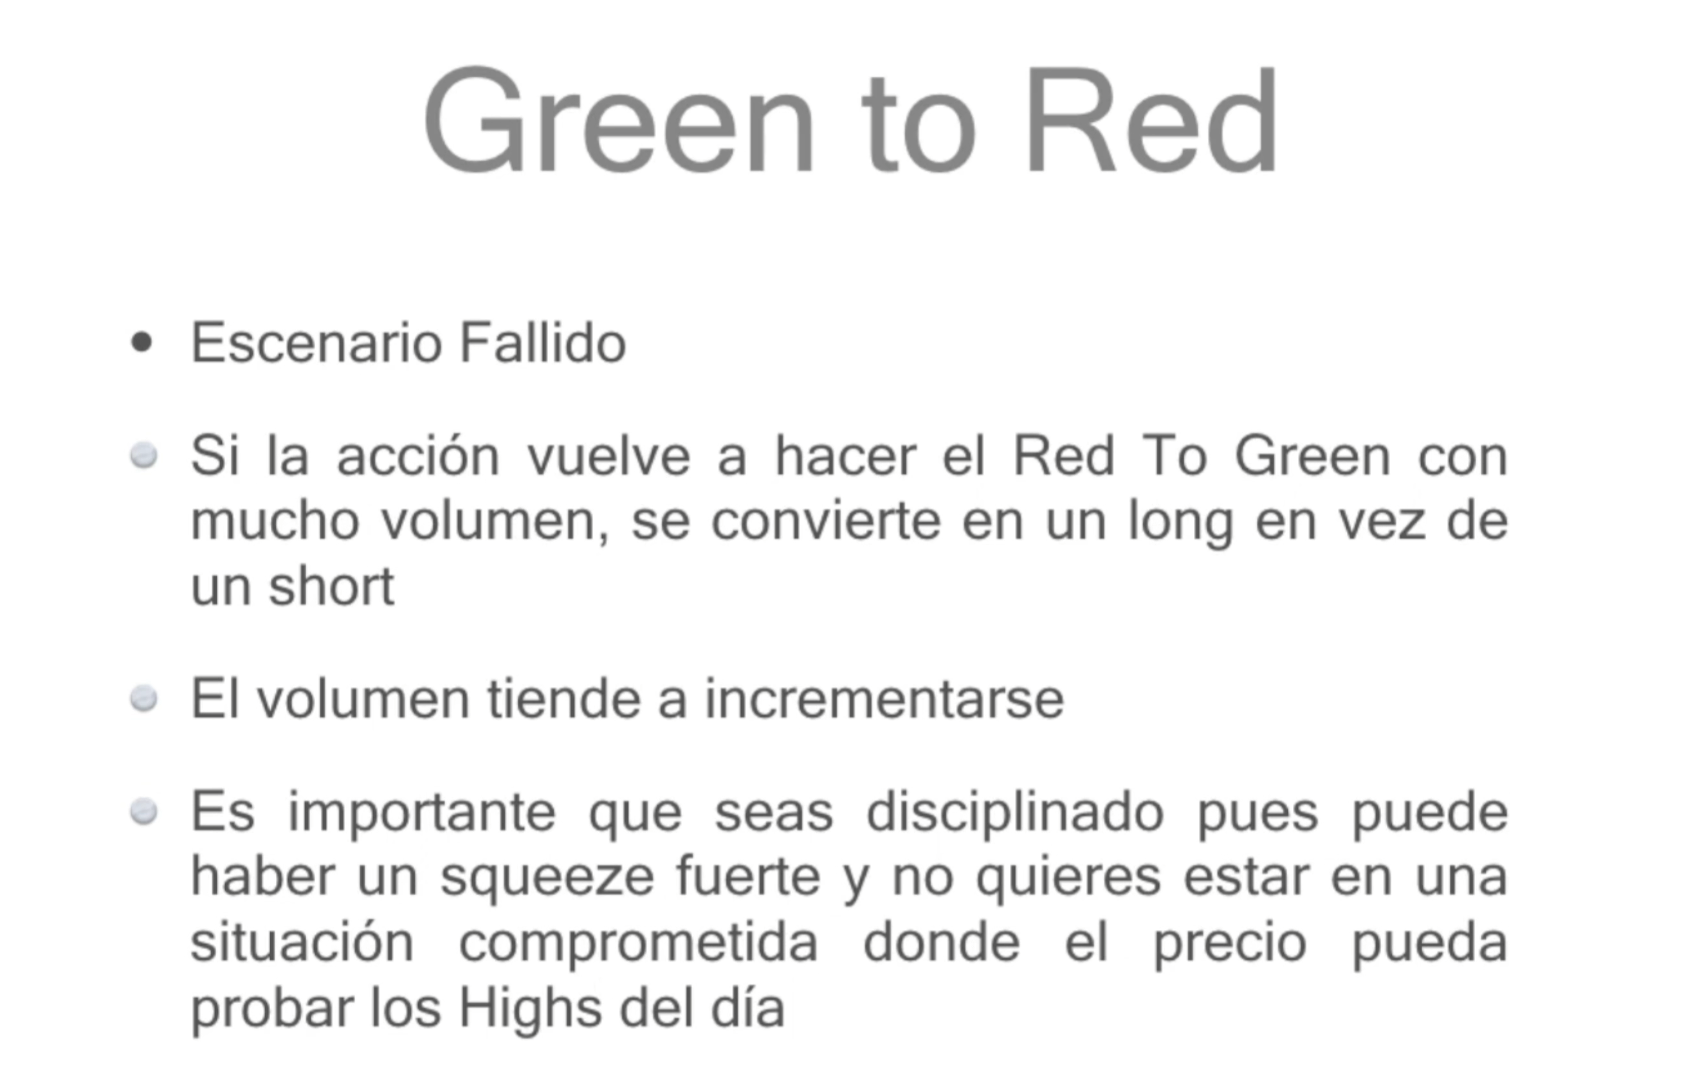 Green to Red
• Escenario Fallido
Si la acción vuelve a hacer el Red To Green con
mucho volumen, se convierte en un long en vez de
un short
El volumen tiende a incrementarse
Es importante que seas disciplinado pues puede
haber un squeeze fuerte y no quieres estar en una
situación comprometida donde el precio pueda
probar los Highs del día